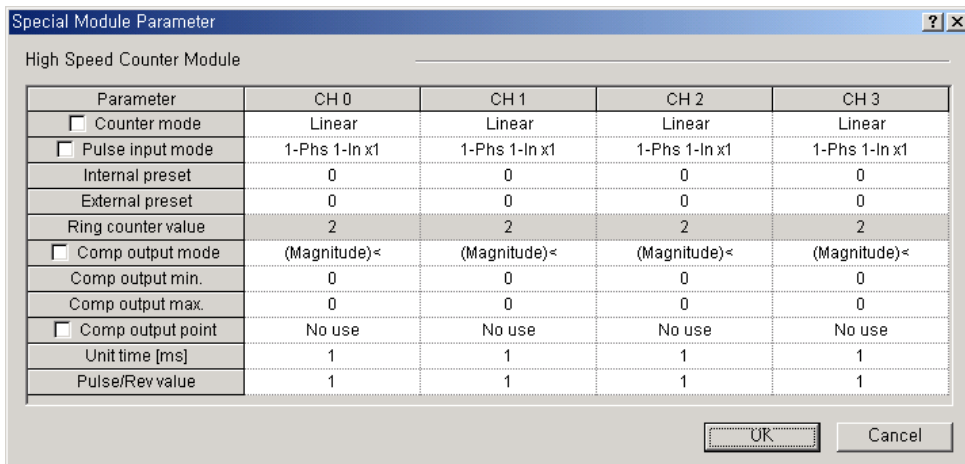 Special Module Parameter
High Speed Counter Module
Parameter CH 0 CH 1 CH 2 CH 3
Counter mode Linear Linear Linear Linear
Pulse input mode 1-Phs 1-In x1 1-Phs 1-In x1 1-Phs 1-In x1 1-Phs 1-In x1
Internal preset 0 0 0 0
External preset 0 0 0 0
Ring counter value 2 2 2 2
Comp output mode (Magnitude)< (Magnitude)< (Magnitude)< (Magnitude)<
Comp output min. 0 0 0 0
Comp output max. 0 0 0 0
Comp output point No use No use No use No use
Unit time [ms] 1 1 1 1
Pulse/Rev value 1 1 1 1
OK Cancel